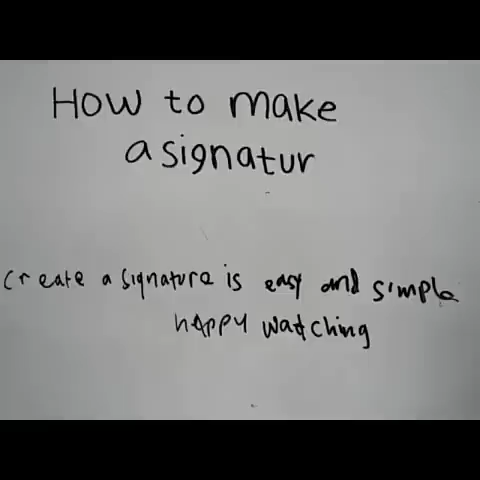 How to make
a signatur
create a signature is easy and simple
happy watching